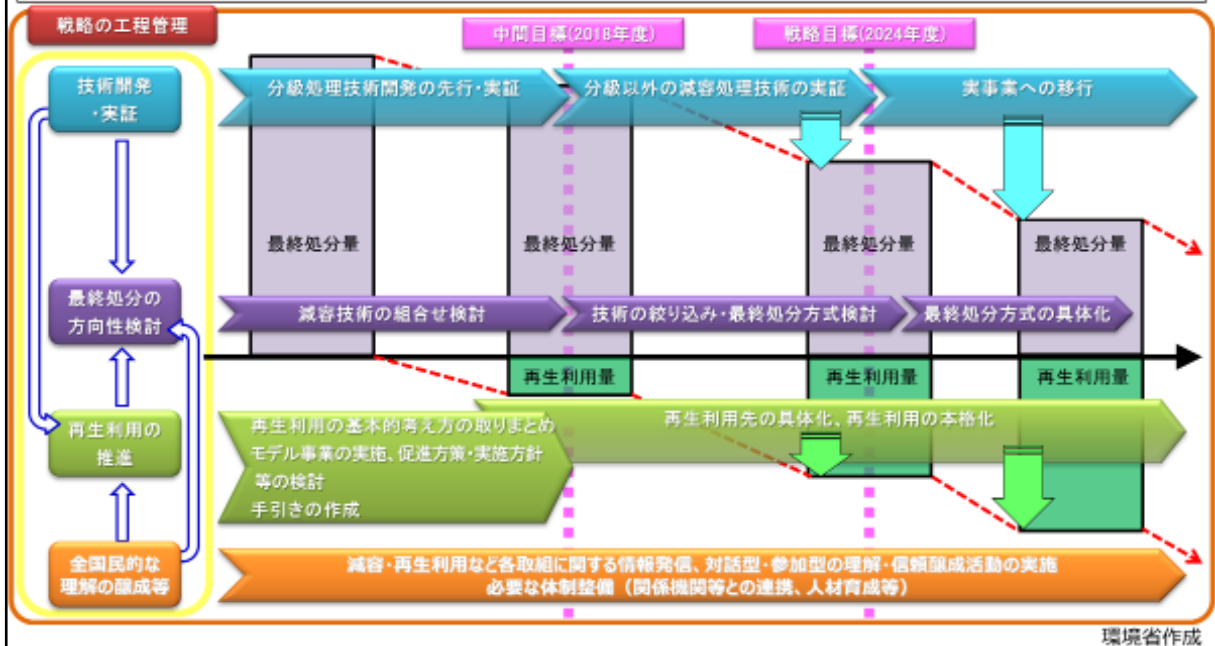 戦略の工程管理
中間目標(2018年度)
戦略目標(2024年度)
技術開発
・実証
分級処理技術開発の先行・実証
分級以外の減容処理技術の実証
実事業への移行
最終処分量
最終処分量
最終処分量
最終処分量
最終処分の
方向性検討
減容技術の組合せ検討
技術の絞り込み・最終処分方式検討
最終処分方式の具体化
再生利用量
再生利用量
再生利用量
再生利用の
推進
再生利用の基本的考え方の取りまとめ
モデル事業の実施、促進方策・実施方針
等の検討
手引きの作成
再生利用先の具体化、再生利用の本格化
全国民的な
理解の醸成等
減容・再生利用など各取組に関する情報発信、対話型・参加型の理解・信頼醸成活動の実施
必要な体制整備（関係機関等との連携、人材育成等）
環境省作成